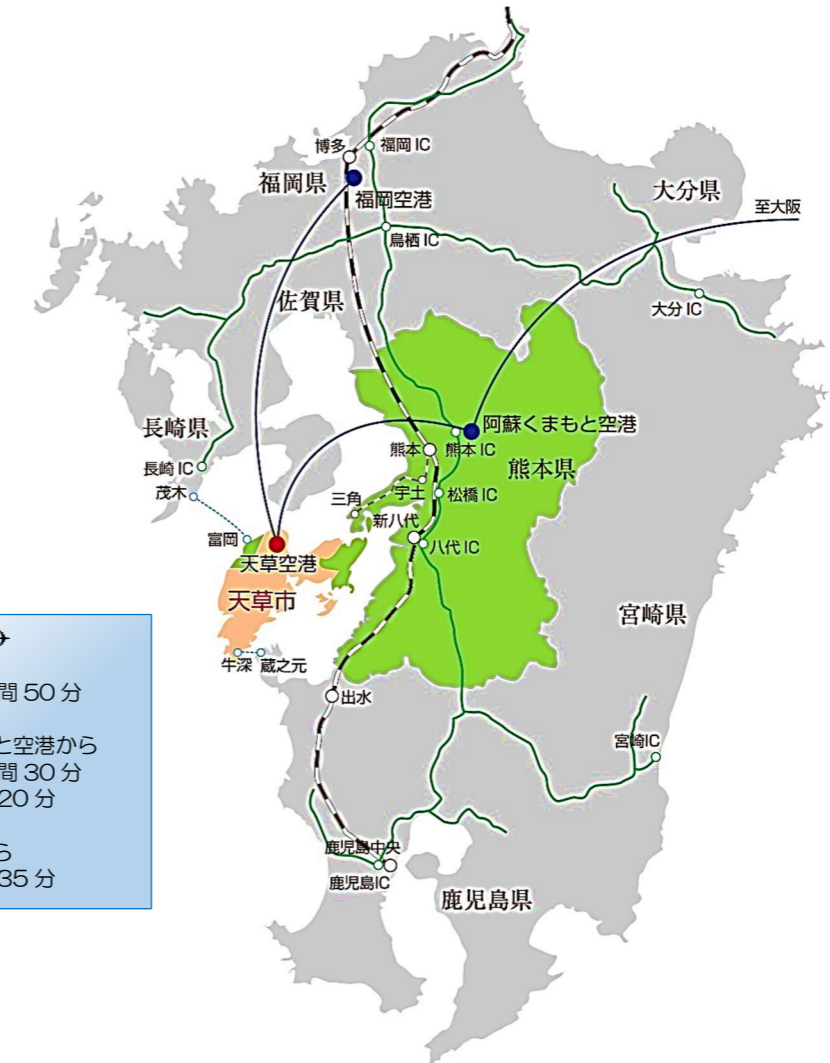 博多
福岡 IC
福岡県
福岡空港
大分県
至大阪
鳥栖 IC
佐賀県
大分 IC
長崎県
阿蘇くまもと空港
熊本
熊本 IC
熊本県
長崎 IC
茂木
宇土
松橋 IC
三角
新八代
富岡
八代 IC
天草空港
天草市
宮崎県
牛深
蔵之元
間 50 分
出水
と空港から
間 30 分
20 分
宮崎IC
ら
35 分
鹿児島中央
鹿児島IC
鹿児島県